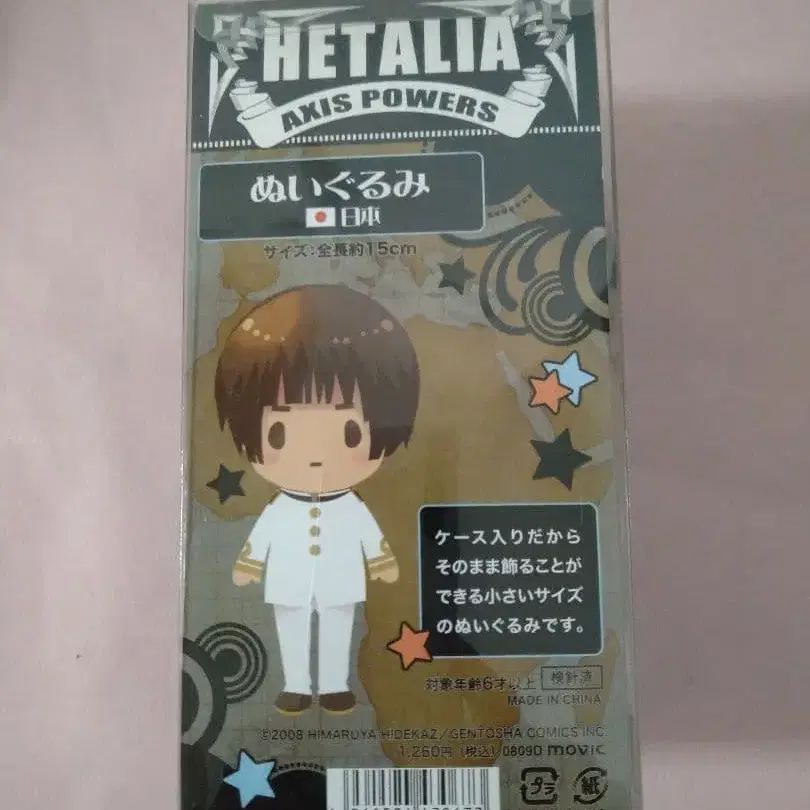 HETALIA
AXIS POWERS
ぬいぐるみ
日本
サイズ:全長約15cm
ケース入りだから
そのまま飾ることが
できる小さいサイズ
のぬいぐるみです。
対象年齢6才以上 検針済
MADE IN CHINA
©2008 HIMARUYA HIDEKAZ/GENTOSHA COMICS INC.
1,260円(税込) 0809D movic
プラ 紙